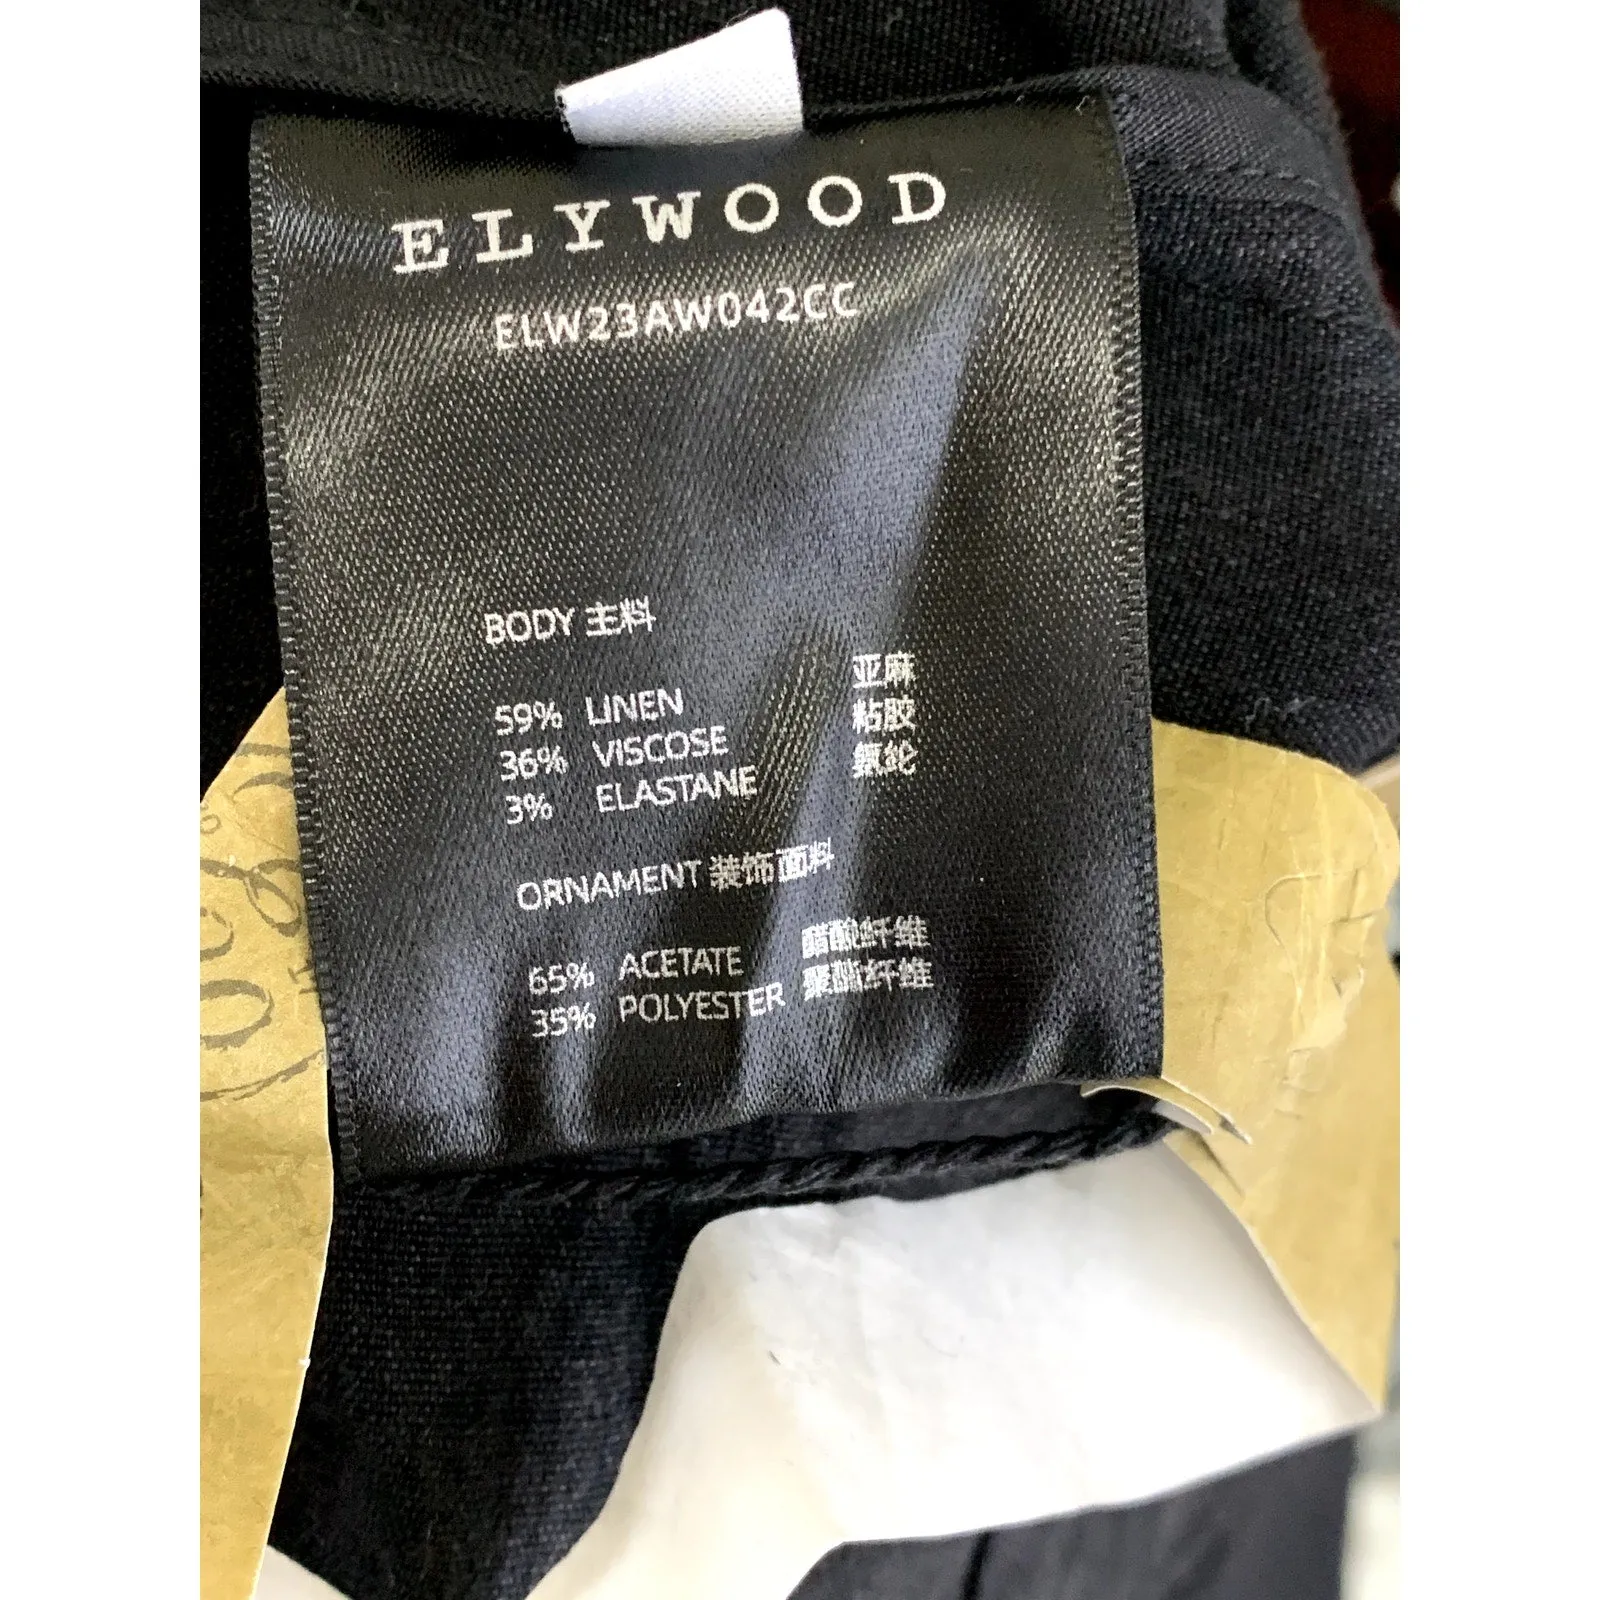 ELYWOOD
ELW23AW042CC
BODY 主料
59% LINEN 亚麻
36% VISCOSE 粘胶
3% ELASTANE 氨纶
ORNAMENT 装饰面料
65% ACETATE 醋酸纤维
35% POLYESTER 聚酯纤维